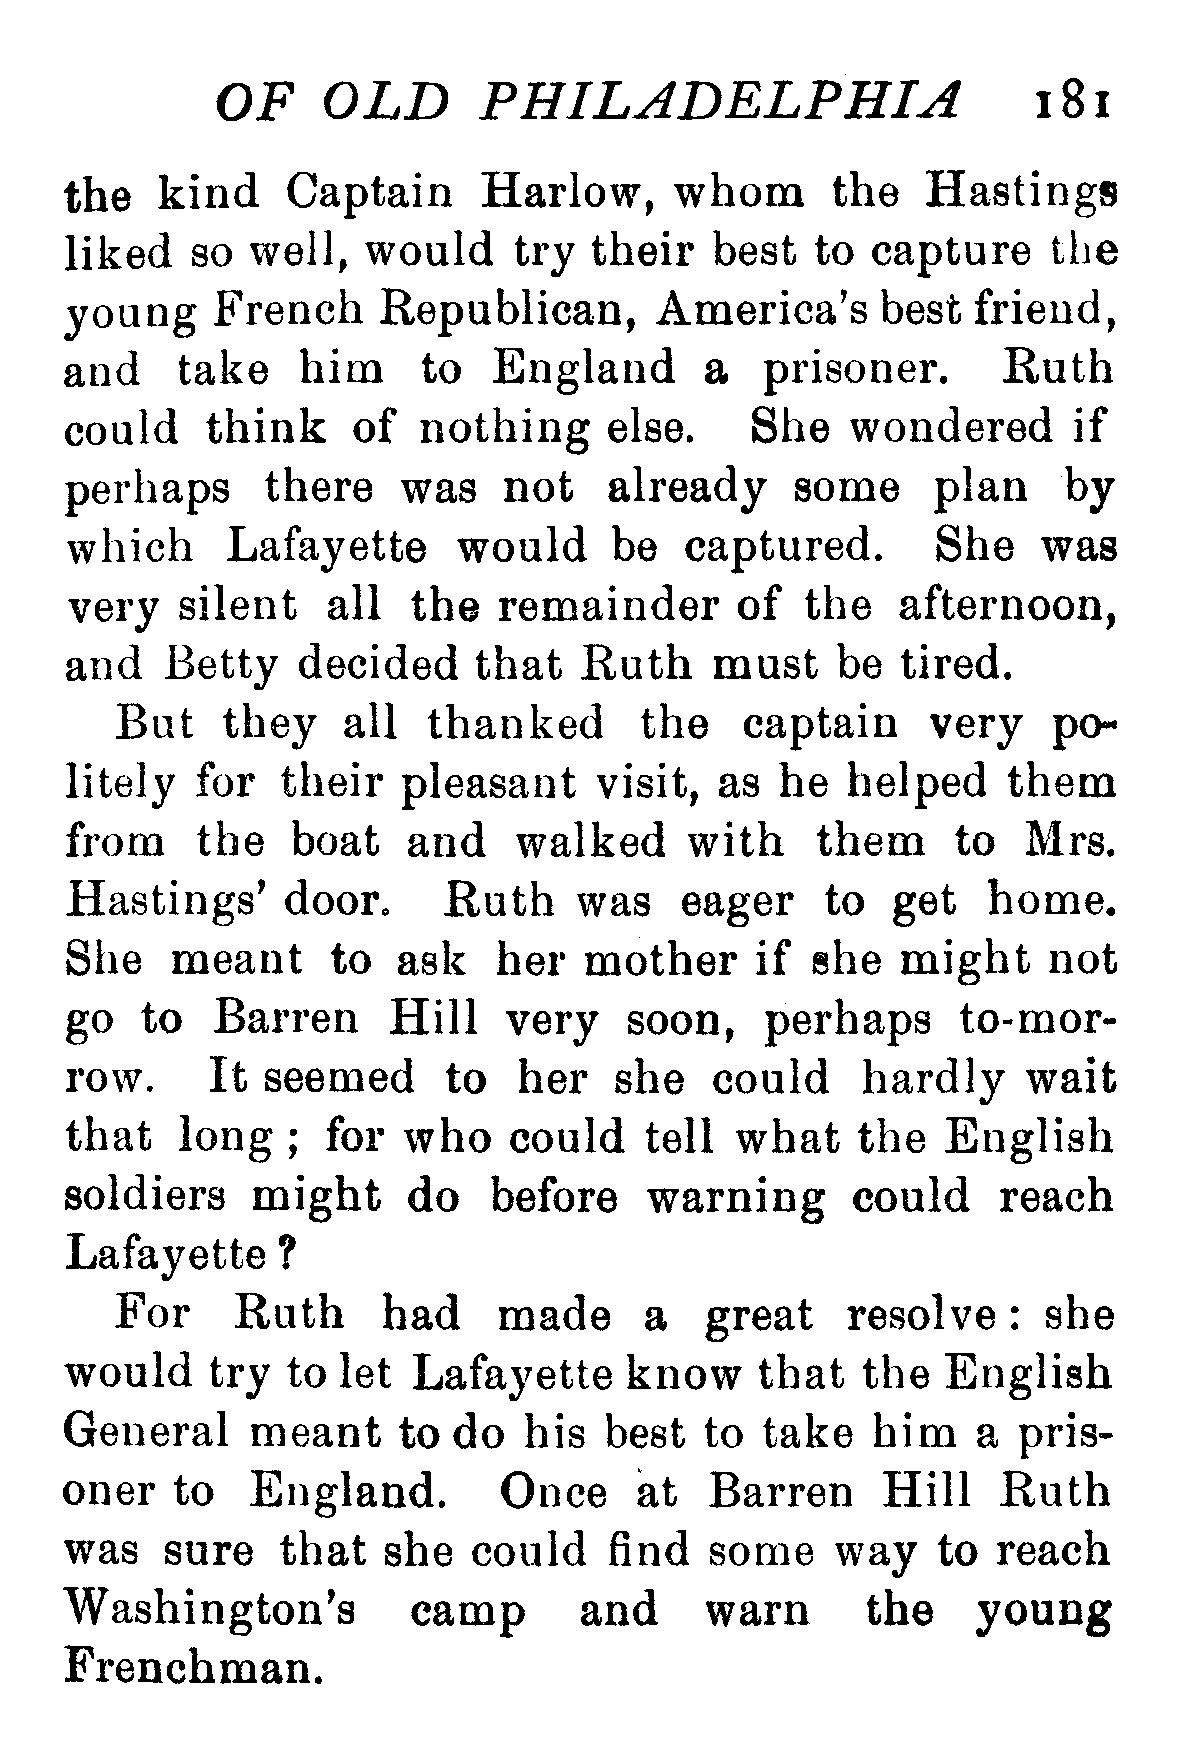 OF OLD PHILADELPHIA 181
the kind Captain Harlow, whom the Hastings
liked so well, would try their best to capture the
young French Republican, America's best friend,
and take him to England a prisoner. Ruth
could think of nothing else. She wondered if
perhaps there was not already some plan by
which Lafayette would be captured. She was
very silent all the remainder of the afternoon,
and Betty decided that Ruth must be tired.
But they all thanked the captain very po-
litely for their pleasant visit, as he helped them
from the boat and walked with them to Mrs.
Hastings' door. Ruth was eager to get home.
She meant to ask her mother if she might not
go to Barren Hill very soon, perhaps to-mor-
row. It seemed to her she could hardly wait
that long ; for who could tell what the English
soldiers might do before warning could reach
Lafayette ?
For Ruth had made a great resolve : she
would try to let Lafayette know that the English
General meant to do his best to take him a pris-
oner to England. Once at Barren Hill Ruth
was sure that she could find some way to reach
Washington's camp and warn the young
Frenchman.